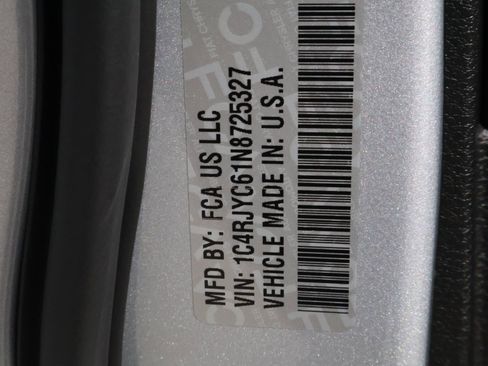 MFD BY: FCA US LLC
VIN: 1C4RJYC61N8725327
VEHICLE MADE IN: U.S.A.